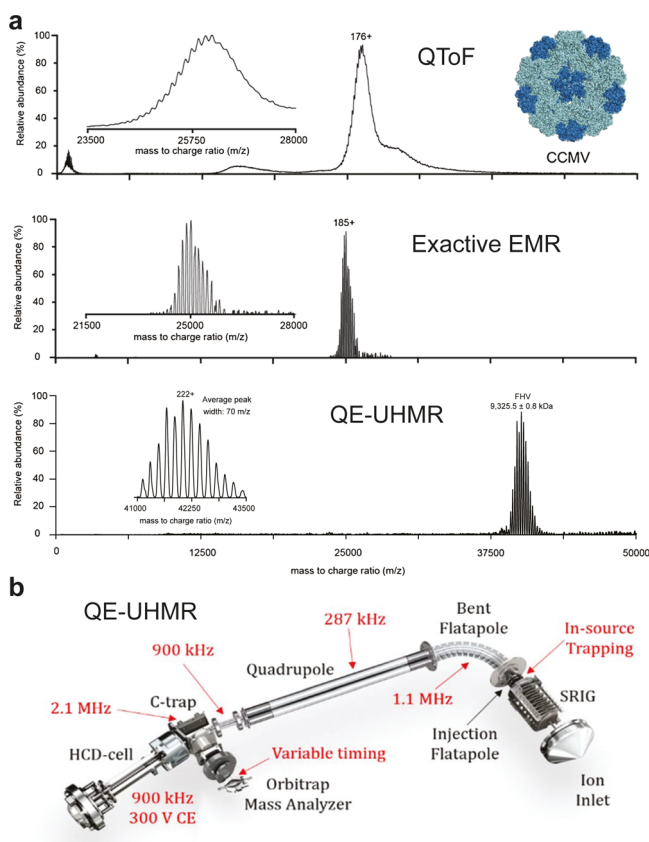 a
QToF
CCMV
176+
Relative abundance (%)
100
80
60
40
20
0
23500
25750
28000
mass to charge ratio (m/z)
Exactive EMR
185+
Relative abundance (%)
100
80
60
40
20
0
21500
25000
28000
mass to charge ratio (m/z)
QE-UHMR
FHV
9,325.5 ± 0.8 kDa
222+
Average peak
width: 70 m/z
Relative abundance (%)
100
80
60
40
20
0
41000
42250
43500
mass to charge ratio (m/z)
0
12500
25000
37500
50000
mass to charge ratio (m/z)
b
QE-UHMR
Bent
Flatapole
287 kHz
In-source
Trapping
900 kHz
Quadrupole
SRIG
C-trap
1.1 MHz
2.1 MHz
Injection
Flatapole
HCD-cell
Variable timing
Ion
Inlet
Orbitrap
Mass Analyzer
900 kHz
300 V CE